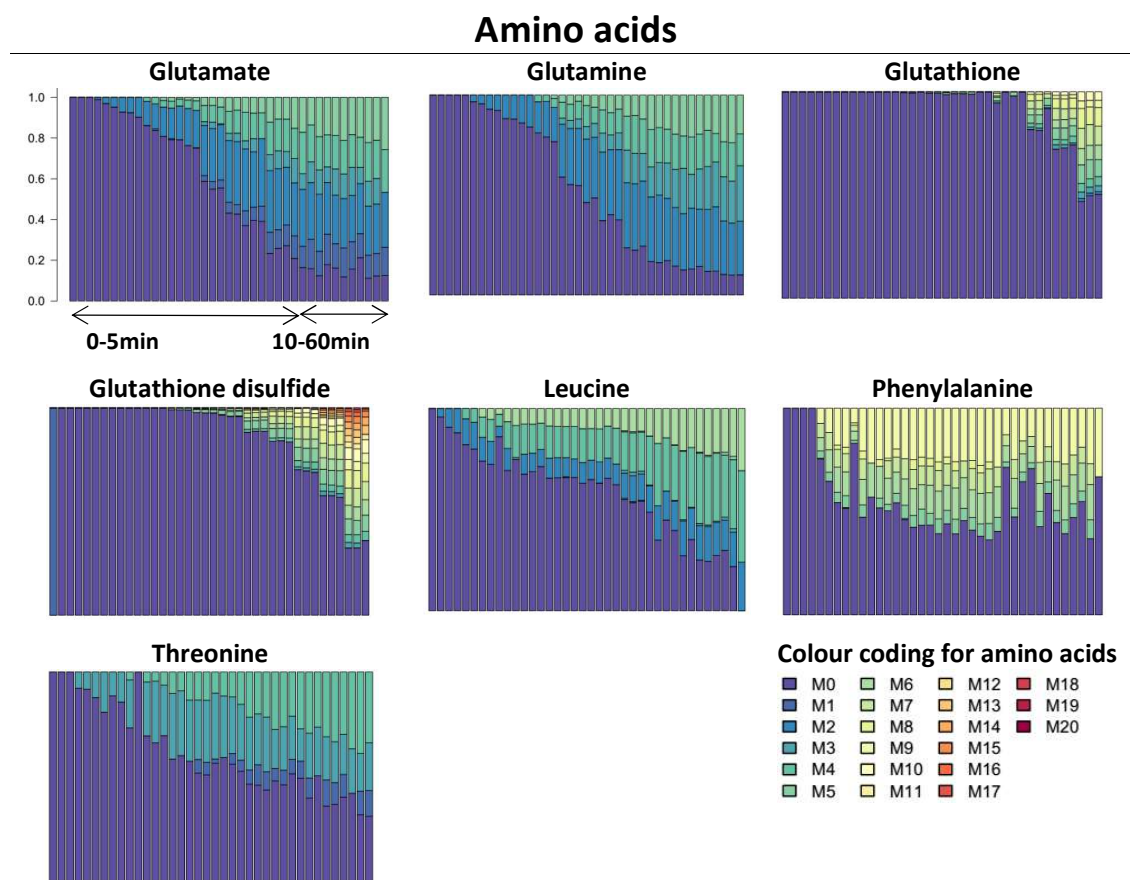 Amino acids
Glutamate
Glutamine
Glutathione
1.0
0.8
0.6
0.4
0.2
0.0
0-5min
10-60min
Glutathione disulfide
Leucine
Phenylalanine
Threonine
Colour coding for amino acids
M0 M6 M12 M18
M1 M7 M13 M19
M2 M8 M14 M20
M3 M9 M15
M4 M10 M16
M5 M11 M17